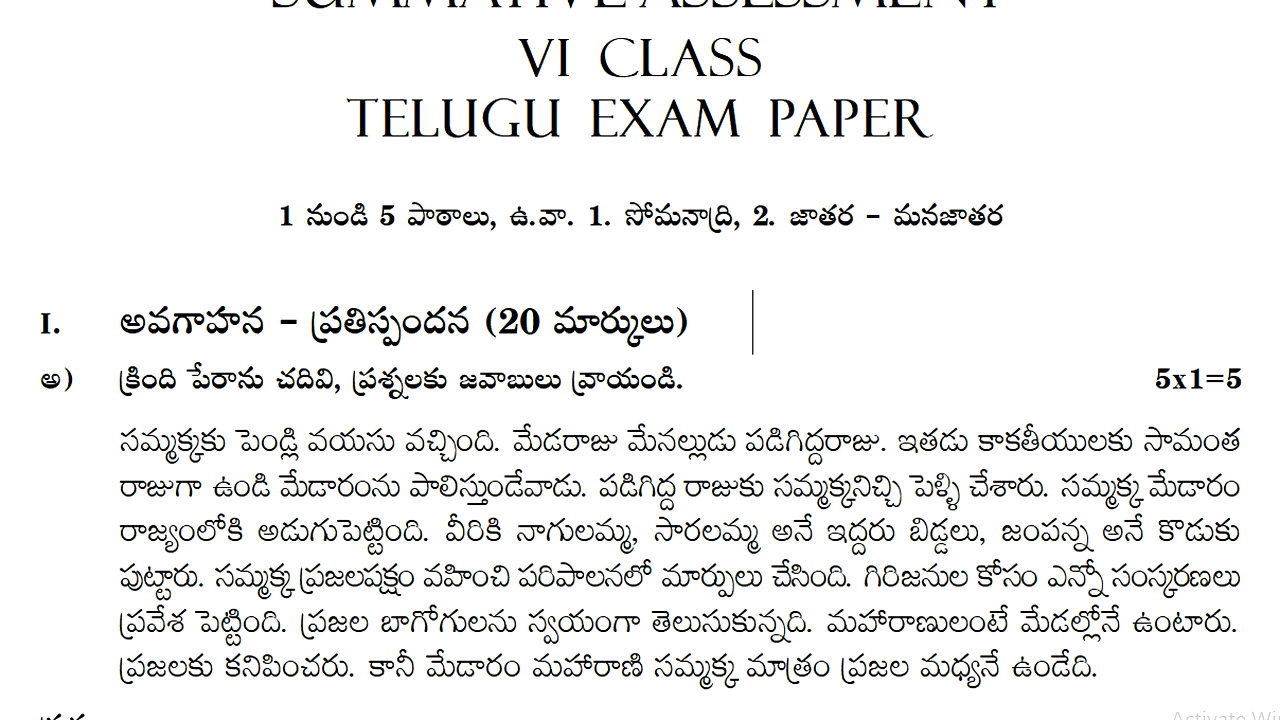 SUMMATIVE ASSESSMENT
VI CLASS
TELUGU EXAM PAPER
1 నుండి 5 పాఠాలు, ఉ.వా. 1. సోమనాద్రి, 2. జాతర - మనజాతర
I. అవగాహన - ప్రతిస్పందన (20 మార్కులు)
అ) క్రింది పేరాను చదివి, ప్రశ్నలకు జవాబులు వ్రాయండి. 5x1=5
సమ్మక్కకు పెండ్లి వయసు వచ్చింది. మేడరాజు మేనల్లుడు పడిగిద్దరాజు. ఇతడు కాకతీయులకు సామంత
రాజుగా ఉండి మేడారంను పాలిస్తుండేవాడు. పడిగిద్ద రాజుకు సమ్మక్కనిచ్చి పెళ్ళి చేశారు. సమ్మక్క మేడారం
రాజ్యంలోకి అడుగుపెట్టింది. వీరికి నాగులమ్మ, సారలమ్మ అనే ఇద్దరు బిడ్డలు, జంపన్న అనే కొడుకు
పుట్టారు. సమ్మక్క ప్రజలపక్షం వహించి పరిపాలనలో మార్పులు చేసింది. గిరిజనుల కోసం ఎన్నో సంస్కరణలు
ప్రవేశ పెట్టింది. ప్రజల బాగోగులను స్వయంగా తెలుసుకున్నది. మహారాణులంటే మేడల్లోనే ఉంటారు.
ప్రజలకు కనిపించరు. కానీ మేడారం మహారాణి సమ్మక్క మాత్రం ప్రజల మధ్యనే ఉండేది.